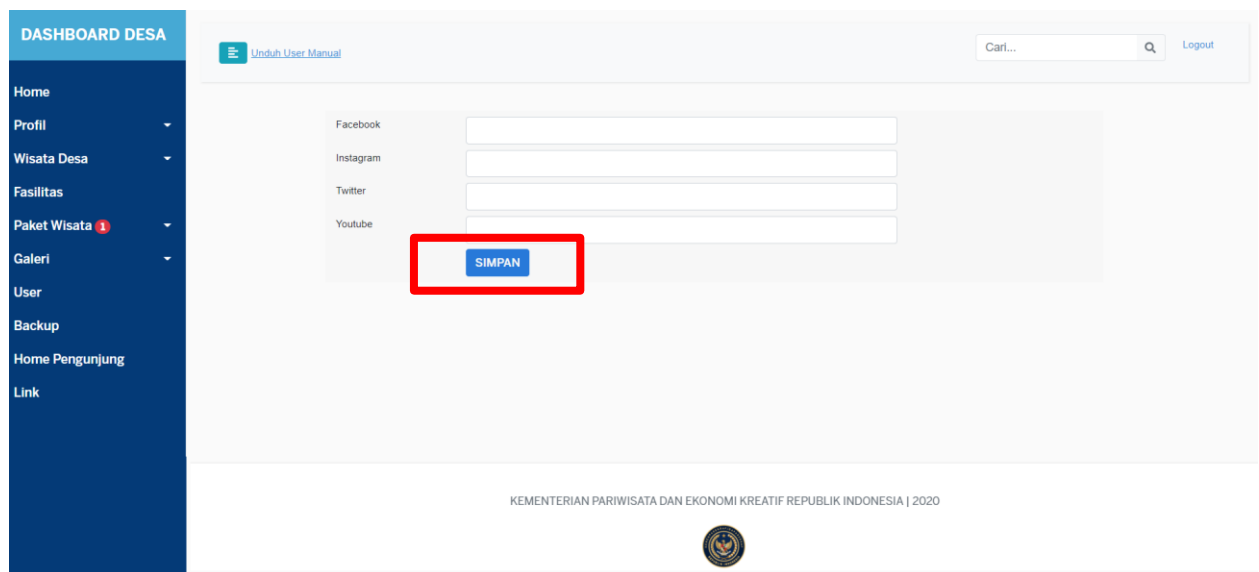 DASHBOARD DESA
Home
Profil
Wisata Desa
Fasilitas
Paket Wisata 1
Galeri
User
Backup
Home Pengunjung
Link
Unduh User Manual
Cari...
Logout
Facebook
Instagram
Twitter
Youtube
SIMPAN
KEMENTERIAN PARIWISATA DAN EKONOMI KREATIF REPUBLIK INDONESIA | 2020